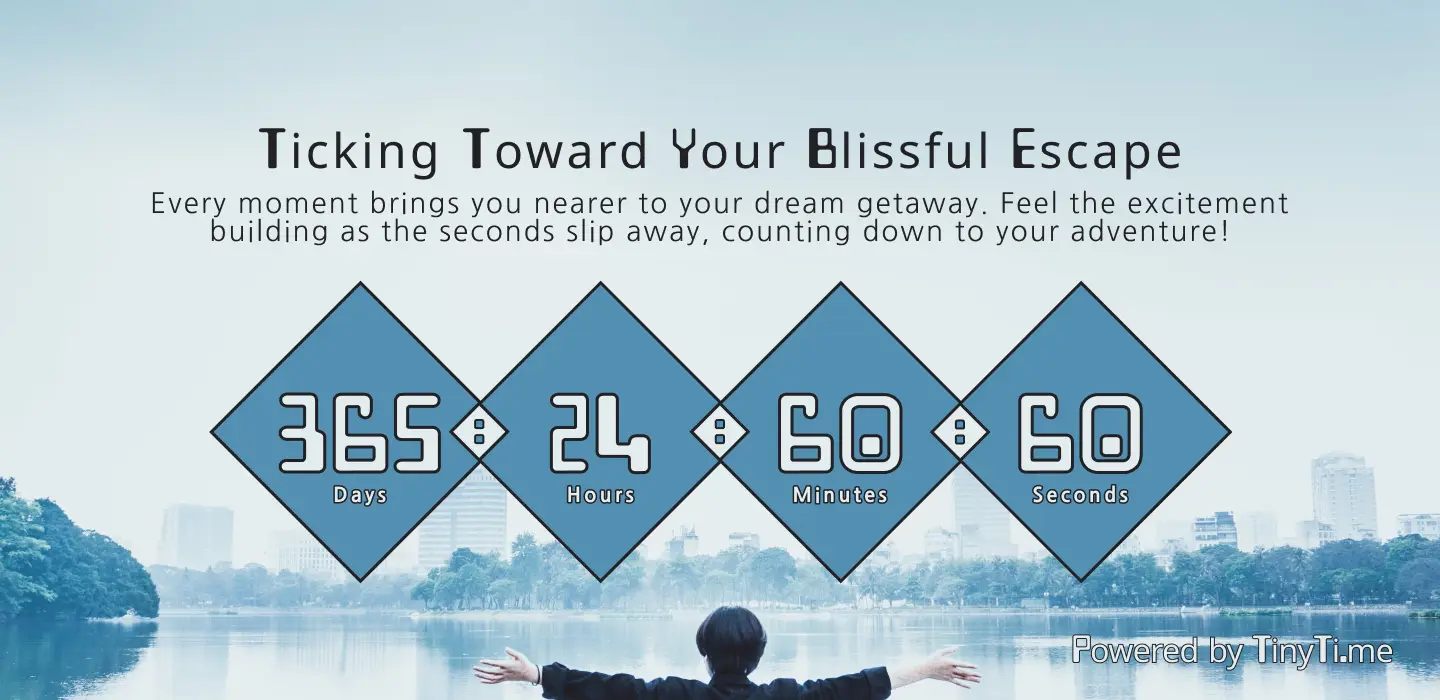 Ticking Toward Your Blissful Escape
Every moment brings you nearer to your dream getaway. Feel the excitement
building as the seconds slip away, counting down to your adventure!
365 : 24 : 60 : 60
Days Hours Minutes Seconds
Powered by TinyTi.me